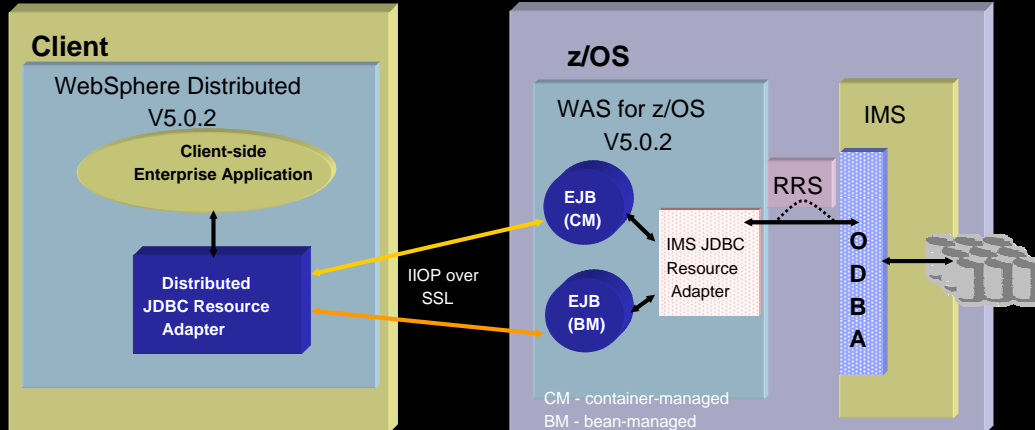 Client
WebSphere Distributed
V5.0.2
Client-side
Enterprise Application
Distributed
JDBC Resource
Adapter
IIOP over
SSL
z/OS
WAS for z/OS
V5.0.2
EJB
(CM)
EJB
(BM)
IMS JDBC
Resource
Adapter
CM - container-managed
BM - bean-managed
RRS
IMS
O
D
B
A